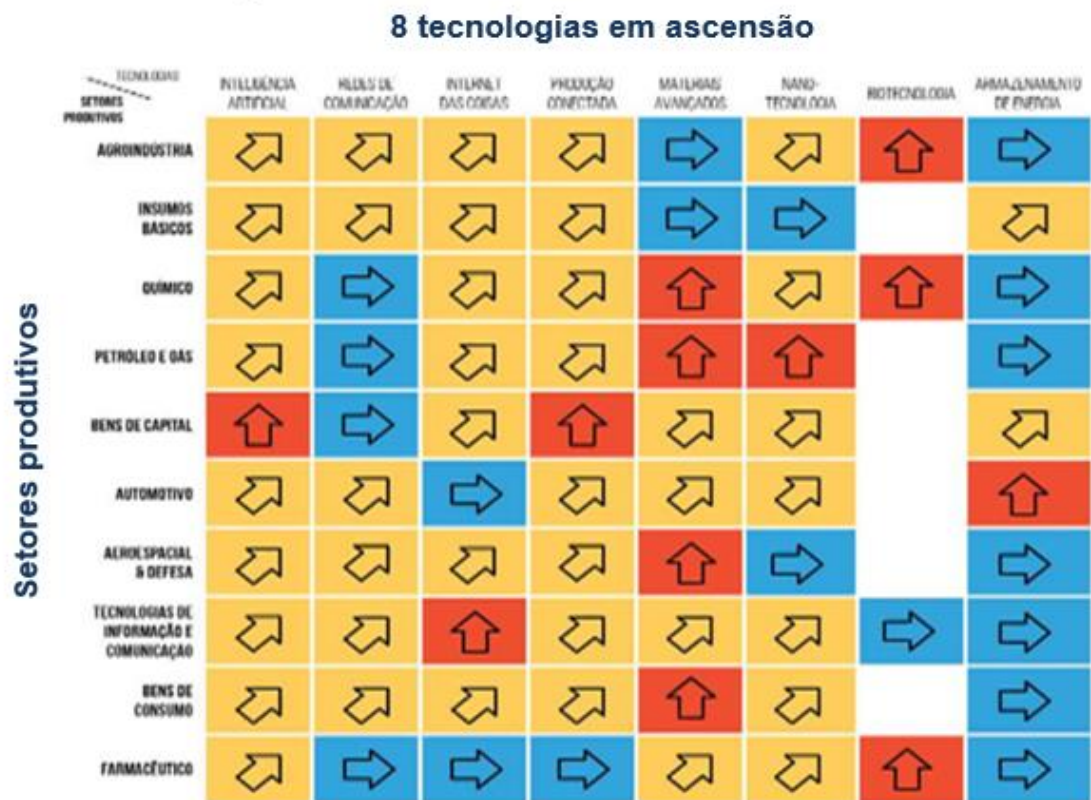 8 tecnologias em ascensão
TECNOLOGIAS
SETORES
PRODUTIVOS
INTELIGÊNCIA
ARTIFICIAL
REDES DE
COMUNICAÇÃO
INTERNET
DAS COISAS
PRODUÇÃO
CONECTADA
MATERIAIS
AVANÇADOS
NANO-
TECNOLOGIA
BIOTECNOLOGIA
ARMAZENAMENTO
DE ENERGIA
Setores produtivos
AGROINDÚSTRIA
INSUMOS
BÁSICOS
QUÍMICO
PETRÓLEO E GÁS
BENS DE CAPITAL
AUTOMOTIVO
AEROESPACIAL
& DEFESA
TECNOLOGIAS DE
INFORMAÇÃO E
COMUNICAÇÃO
BENS DE
CONSUMO
FARMACÊUTICO